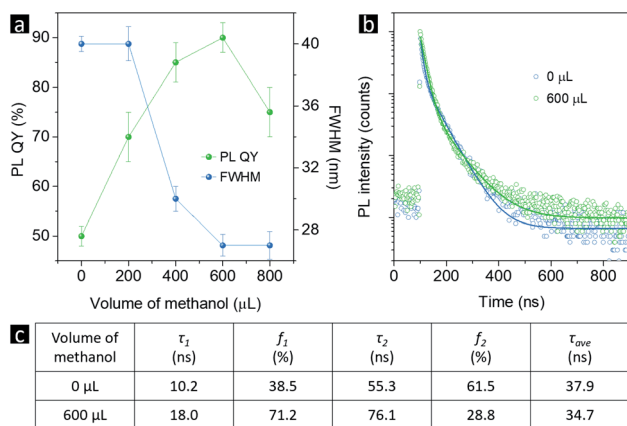 a
90
80
70
60
50
PL QY (%)
40
36
32
28
FWHM (nm)
PL QY
FWHM
0 200 400 600 800
Volume of methanol (μL)
b
PL intensity (counts)
0 μL
600 μL
0 200 400 600 800
Time (ns)
c
Volume of methanol τ1 (ns) f1 (%) τ2 (ns) f2 (%) τave (ns)
0 μL 10.2 38.5 55.3 61.5 37.9
600 μL 18.0 71.2 76.1 28.8 34.7